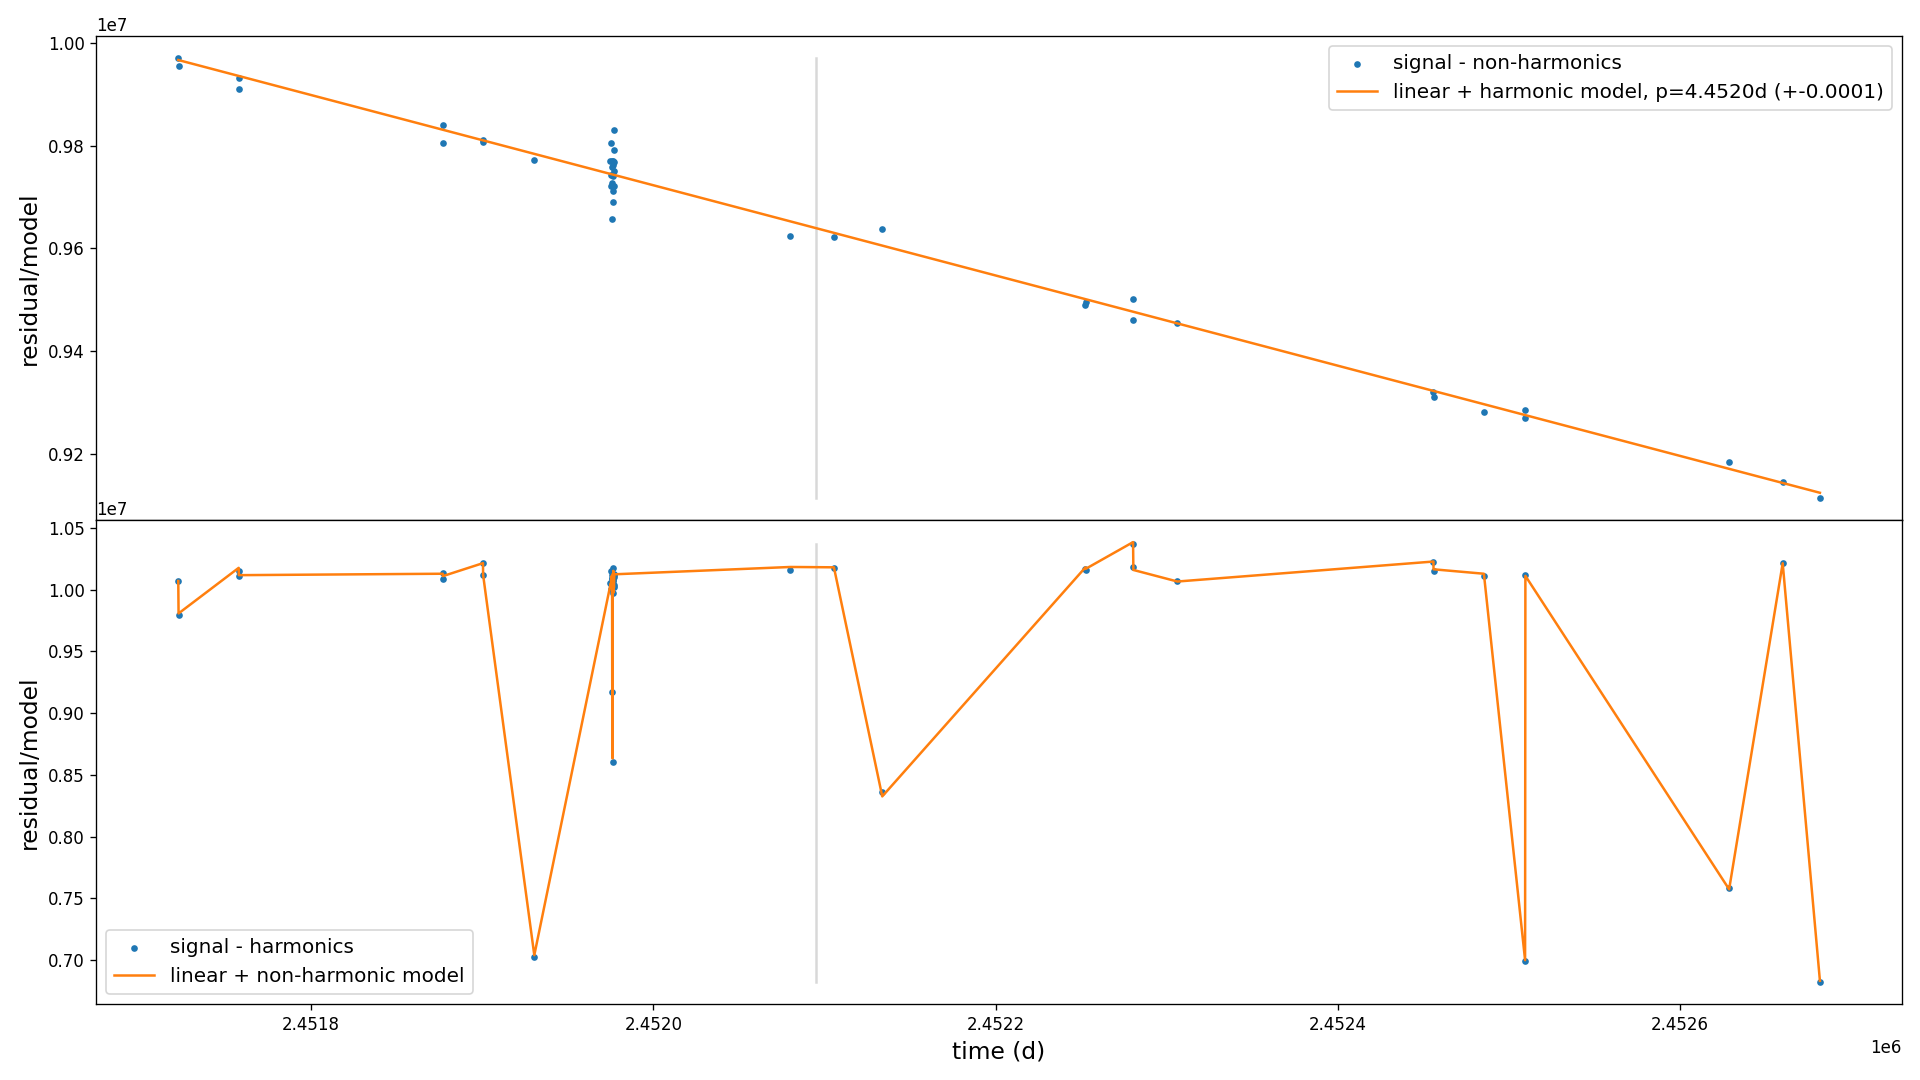 1e7
1.00
0.98
0.96
0.94
0.92
residual/model
signal - non-harmonics
linear + harmonic model, p=4.4520d (+-0.0001)
1e7
1.05
1.00
0.95
0.90
0.85
0.80
0.75
0.70
residual/model
signal - harmonics
linear + non-harmonic model
2.4518
2.4520
2.4522
2.4524
2.4526
time (d)
1e6